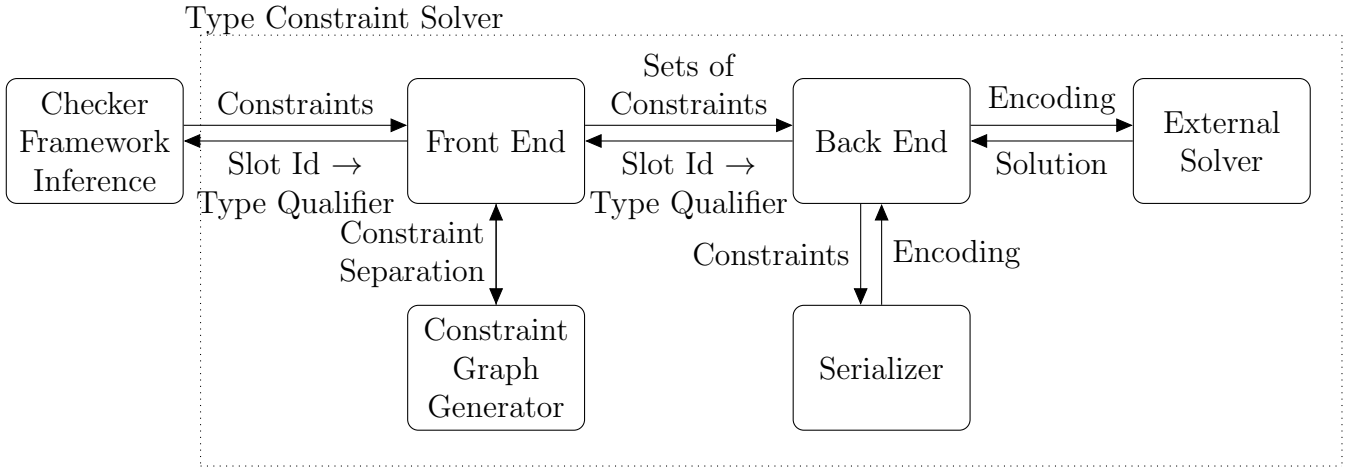 Type Constraint Solver
Checker
Framework
Inference
Constraints
Slot Id →
Type Qualifier
Front End
Sets of
Constraints
Slot Id →
Type Qualifier
Back End
Encoding
Solution
External
Solver
Constraint
Separation
Constraints
Encoding
Constraint
Graph
Generator
Serializer